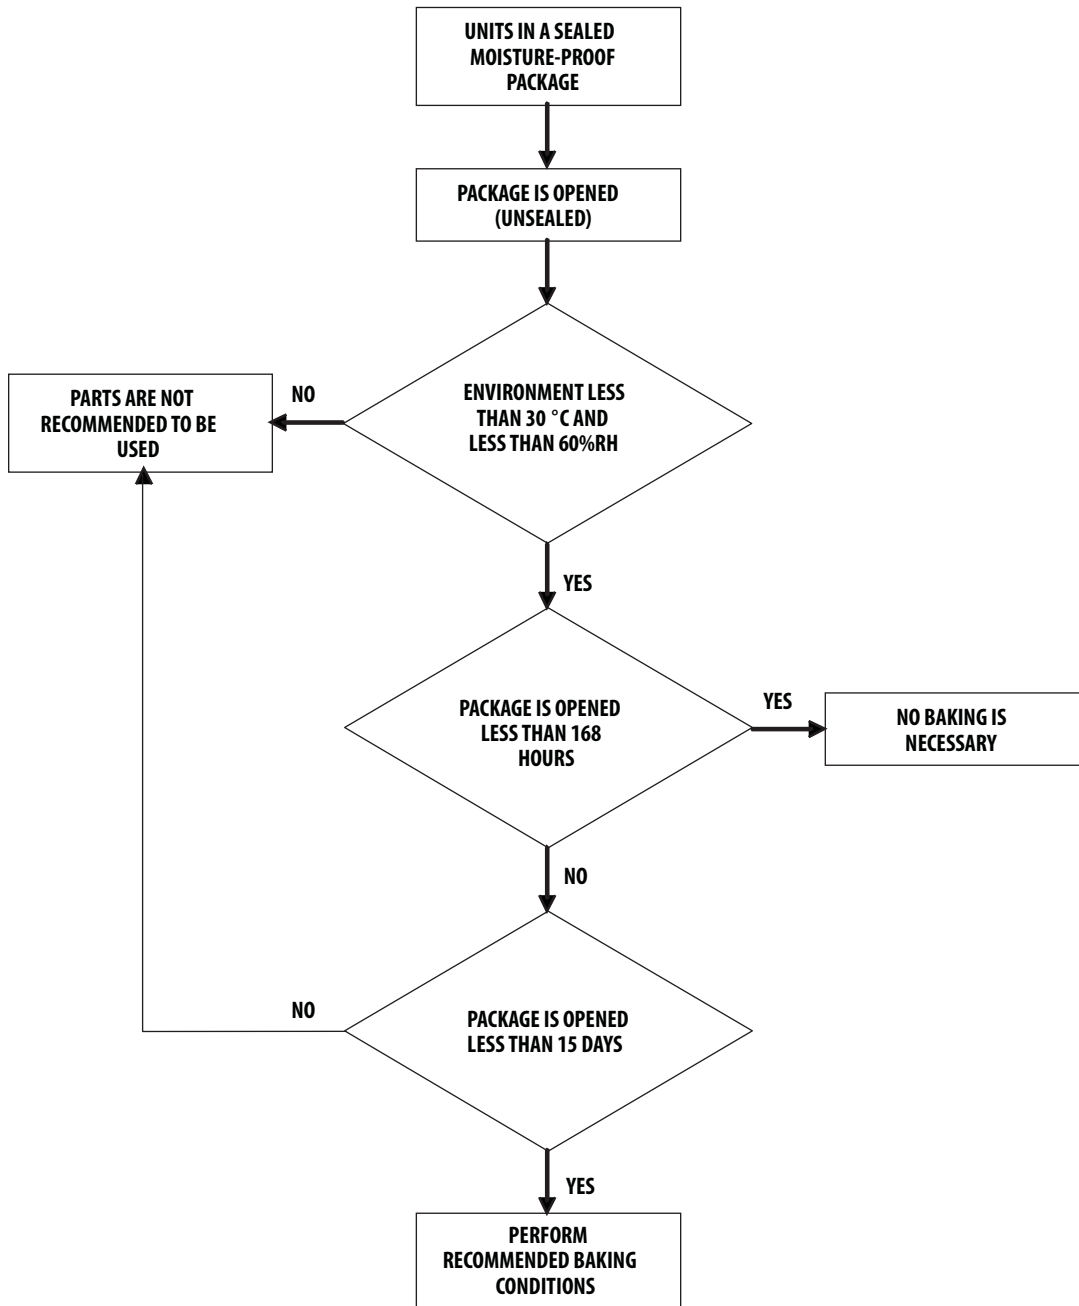 UNITS IN A SEALED
MOISTURE-PROOF
PACKAGE
PACKAGE IS OPENED
(UNSEALED)
ENVIRONMENT LESS
THAN 30 °C AND
LESS THAN 60%RH
NO
PARTS ARE NOT
RECOMMENDED TO BE
USED
YES
PACKAGE IS OPENED
LESS THAN 168
HOURS
YES
NO BAKING IS
NECESSARY
NO
PACKAGE IS OPENED
LESS THAN 15 DAYS
NO
YES
PERFORM
RECOMMENDED BAKING
CONDITIONS